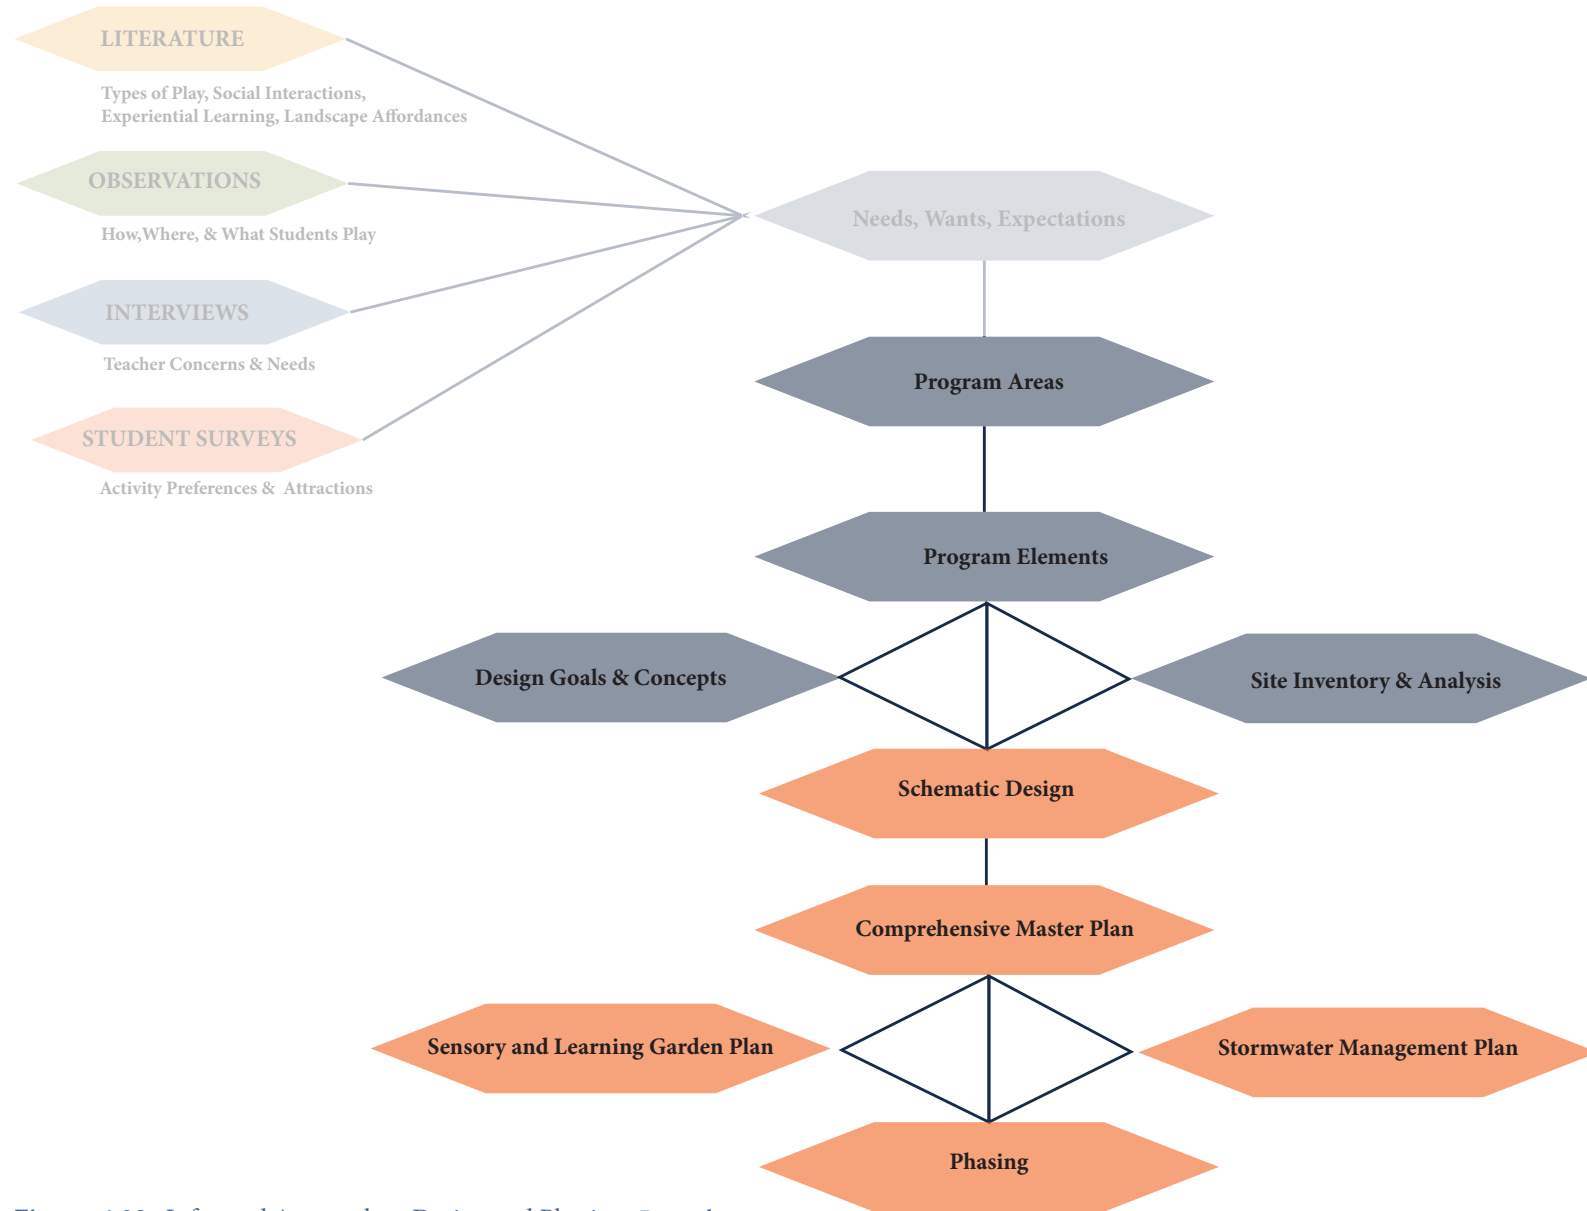 LITERATURE
Types of Play, Social Interactions,
Experiential Learning, Landscape Affordances
OBSERVATIONS
How,Where, & What Students Play
Needs, Wants, Expectations
INTERVIEWS
Teacher Concerns & Needs
Program Areas
STUDENT SURVEYS
Activity Preferences & Attractions
Program Elements
Design Goals & Concepts
Site Inventory & Analysis
Schematic Design
Comprehensive Master Plan
Sensory and Learning Garden Plan
Stormwater Management Plan
Phasing